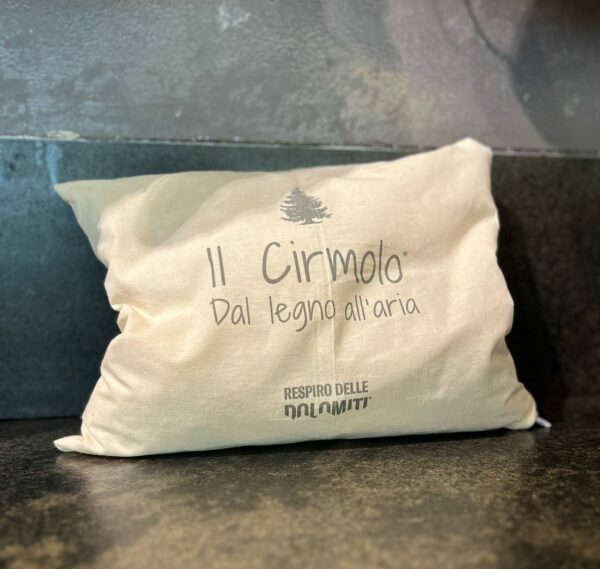 Il Cirmolo®
Dal legno all'aria
RESPIRO DELLE
DOLOMITI®